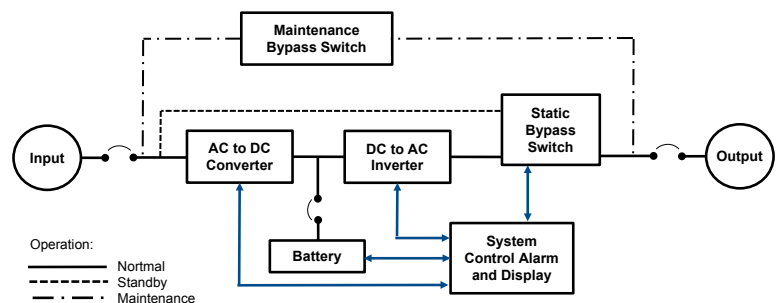 Maintenance
Bypass Switch
Static
Bypass
Switch
Input
AC to DC
Converter
DC to AC
Inverter
Output
System
Control Alarm
and Display
Battery
Operation:
Nortmal
Standby
Maintenance